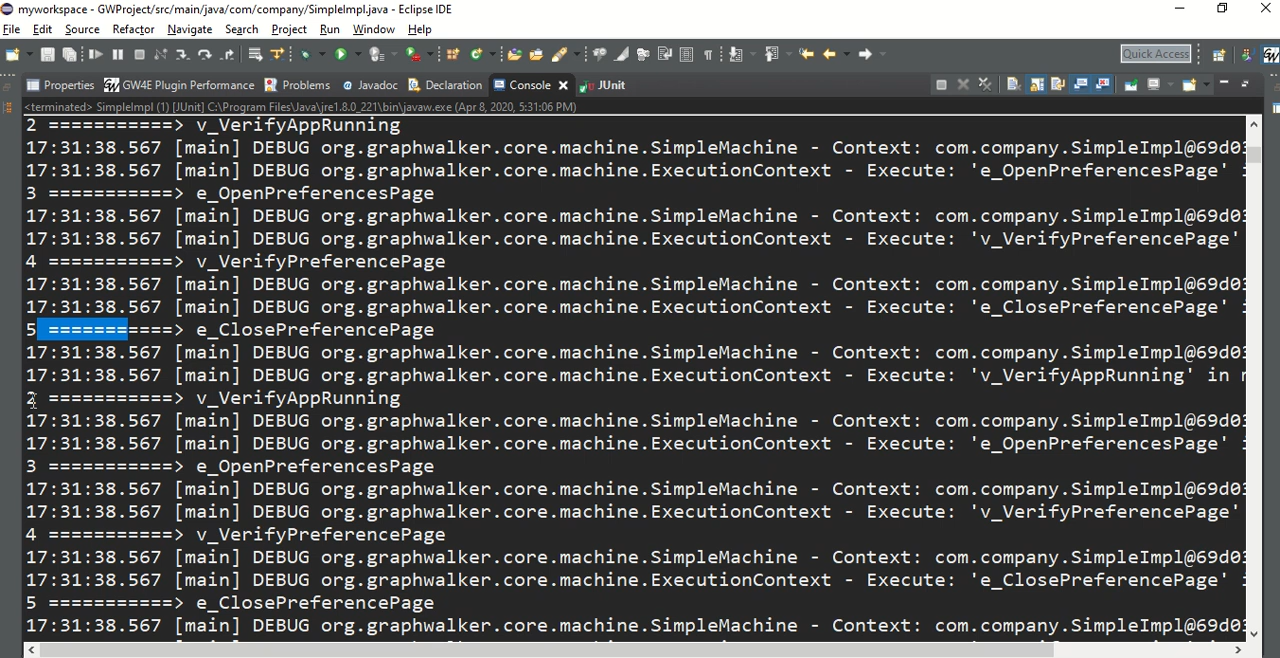 myworkspace - GWProject/src/main/java/com/company/SimpleImpl.java - Eclipse IDE
File Edit Source Refactor Navigate Search Project Run Window Help
Quick Access
Properties GW4E Plugin Performance Problems Javadoc Declaration Console JUnit
<terminated> SimpleImpl (1) [JUnit] C:\Program Files\Java\jre1.8.0_221\bin\javaw.exe (Apr 8, 2020, 5:31:06 PM)
2 ===========> v_VerifyAppRunning
17:31:38.567 [main] DEBUG org.graphwalker.core.machine.SimpleMachine - Context: com.company.SimpleImpl@69d03
17:31:38.567 [main] DEBUG org.graphwalker.core.machine.ExecutionContext - Execute: 'e_OpenPreferencesPage' i
3 ===========> e_OpenPreferencesPage
17:31:38.567 [main] DEBUG org.graphwalker.core.machine.SimpleMachine - Context: com.company.SimpleImpl@69d03
17:31:38.567 [main] DEBUG org.graphwalker.core.machine.ExecutionContext - Execute: 'v_VerifyPreferencePage'
4 ===========> v_VerifyPreferencePage
17:31:38.567 [main] DEBUG org.graphwalker.core.machine.SimpleMachine - Context: com.company.SimpleImpl@69d03
17:31:38.567 [main] DEBUG org.graphwalker.core.machine.ExecutionContext - Execute: 'e_ClosePreferencePage' i
5 ===========> e_ClosePreferencePage
17:31:38.567 [main] DEBUG org.graphwalker.core.machine.SimpleMachine - Context: com.company.SimpleImpl@69d03
17:31:38.567 [main] DEBUG org.graphwalker.core.machine.ExecutionContext - Execute: 'v_VerifyAppRunning' in
2 ===========> v_VerifyAppRunning
17:31:38.567 [main] DEBUG org.graphwalker.core.machine.SimpleMachine - Context: com.company.SimpleImpl@69d03
17:31:38.567 [main] DEBUG org.graphwalker.core.machine.ExecutionContext - Execute: 'e_OpenPreferencesPage' i
3 ===========> e_OpenPreferencesPage
17:31:38.567 [main] DEBUG org.graphwalker.core.machine.SimpleMachine - Context: com.company.SimpleImpl@69d03
17:31:38.567 [main] DEBUG org.graphwalker.core.machine.ExecutionContext - Execute: 'v_VerifyPreferencePage'
4 ===========> v_VerifyPreferencePage
17:31:38.567 [main] DEBUG org.graphwalker.core.machine.SimpleMachine - Context: com.company.SimpleImpl@69d03
17:31:38.567 [main] DEBUG org.graphwalker.core.machine.ExecutionContext - Execute: 'e_ClosePreferencePage' i
5 ===========> e_ClosePreferencePage
17:31:38.567 [main] DEBUG org.graphwalker.core.machine.SimpleMachine - Context: com.company.SimpleImpl@69d03